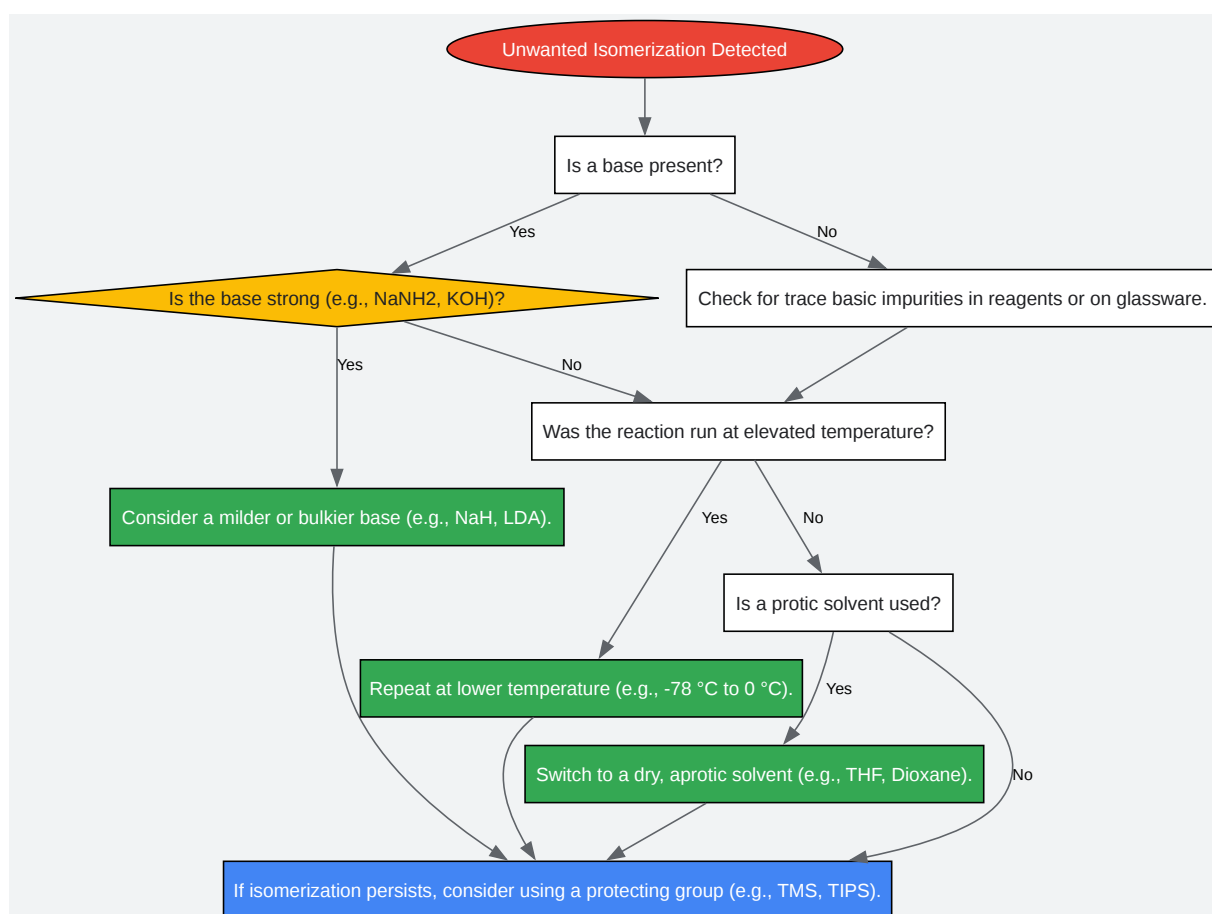 Unwanted Isomerization Detected
Is a base present?
Yes
No
Is the base strong (e.g., NaNH2, KOH)?
Check for trace basic impurities in reagents or on glassware.
Yes
No
Was the reaction run at elevated temperature?
Consider a milder or bulkier base (e.g., NaH, LDA).
Yes
No
Is a protic solvent used?
Repeat at lower temperature (e.g., -78 °C to 0 °C).
Yes
Switch to a dry, aprotic solvent (e.g., THF, Dioxane).
No
If isomerization persists, consider using a protecting group (e.g., TMS, TIPS).